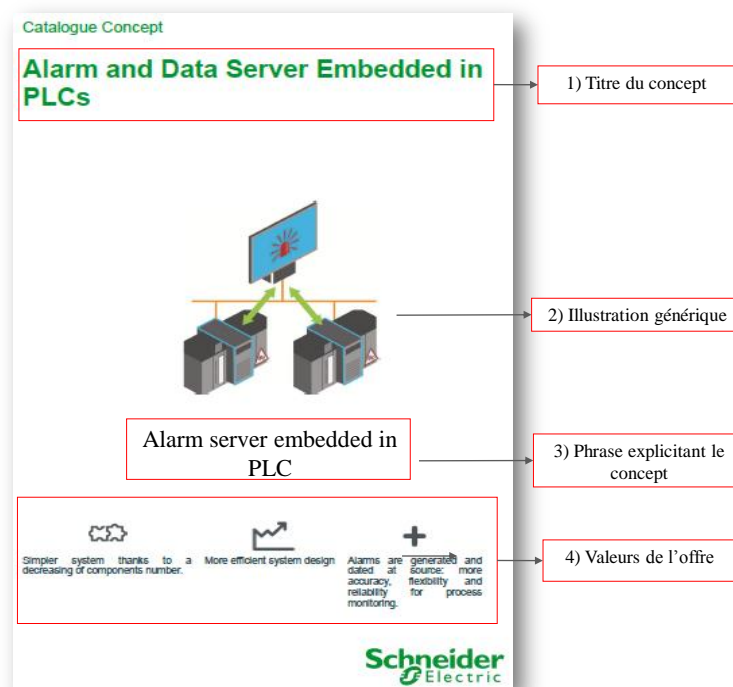 Catalogue Concept
Alarm and Data Server Embedded in
PLCs
1) Titre du concept
2) Illustration générique
Alarm server embedded in
PLC
3) Phrase explicitant le
concept
Simpler system thanks to a
decreasing of components number.
More efficient system design
Alarms are generated and
dated at source: more
accuracy, flexibility and
reliability for process
monitoring.
4) Valeurs de l’offre
Schneider
Electric